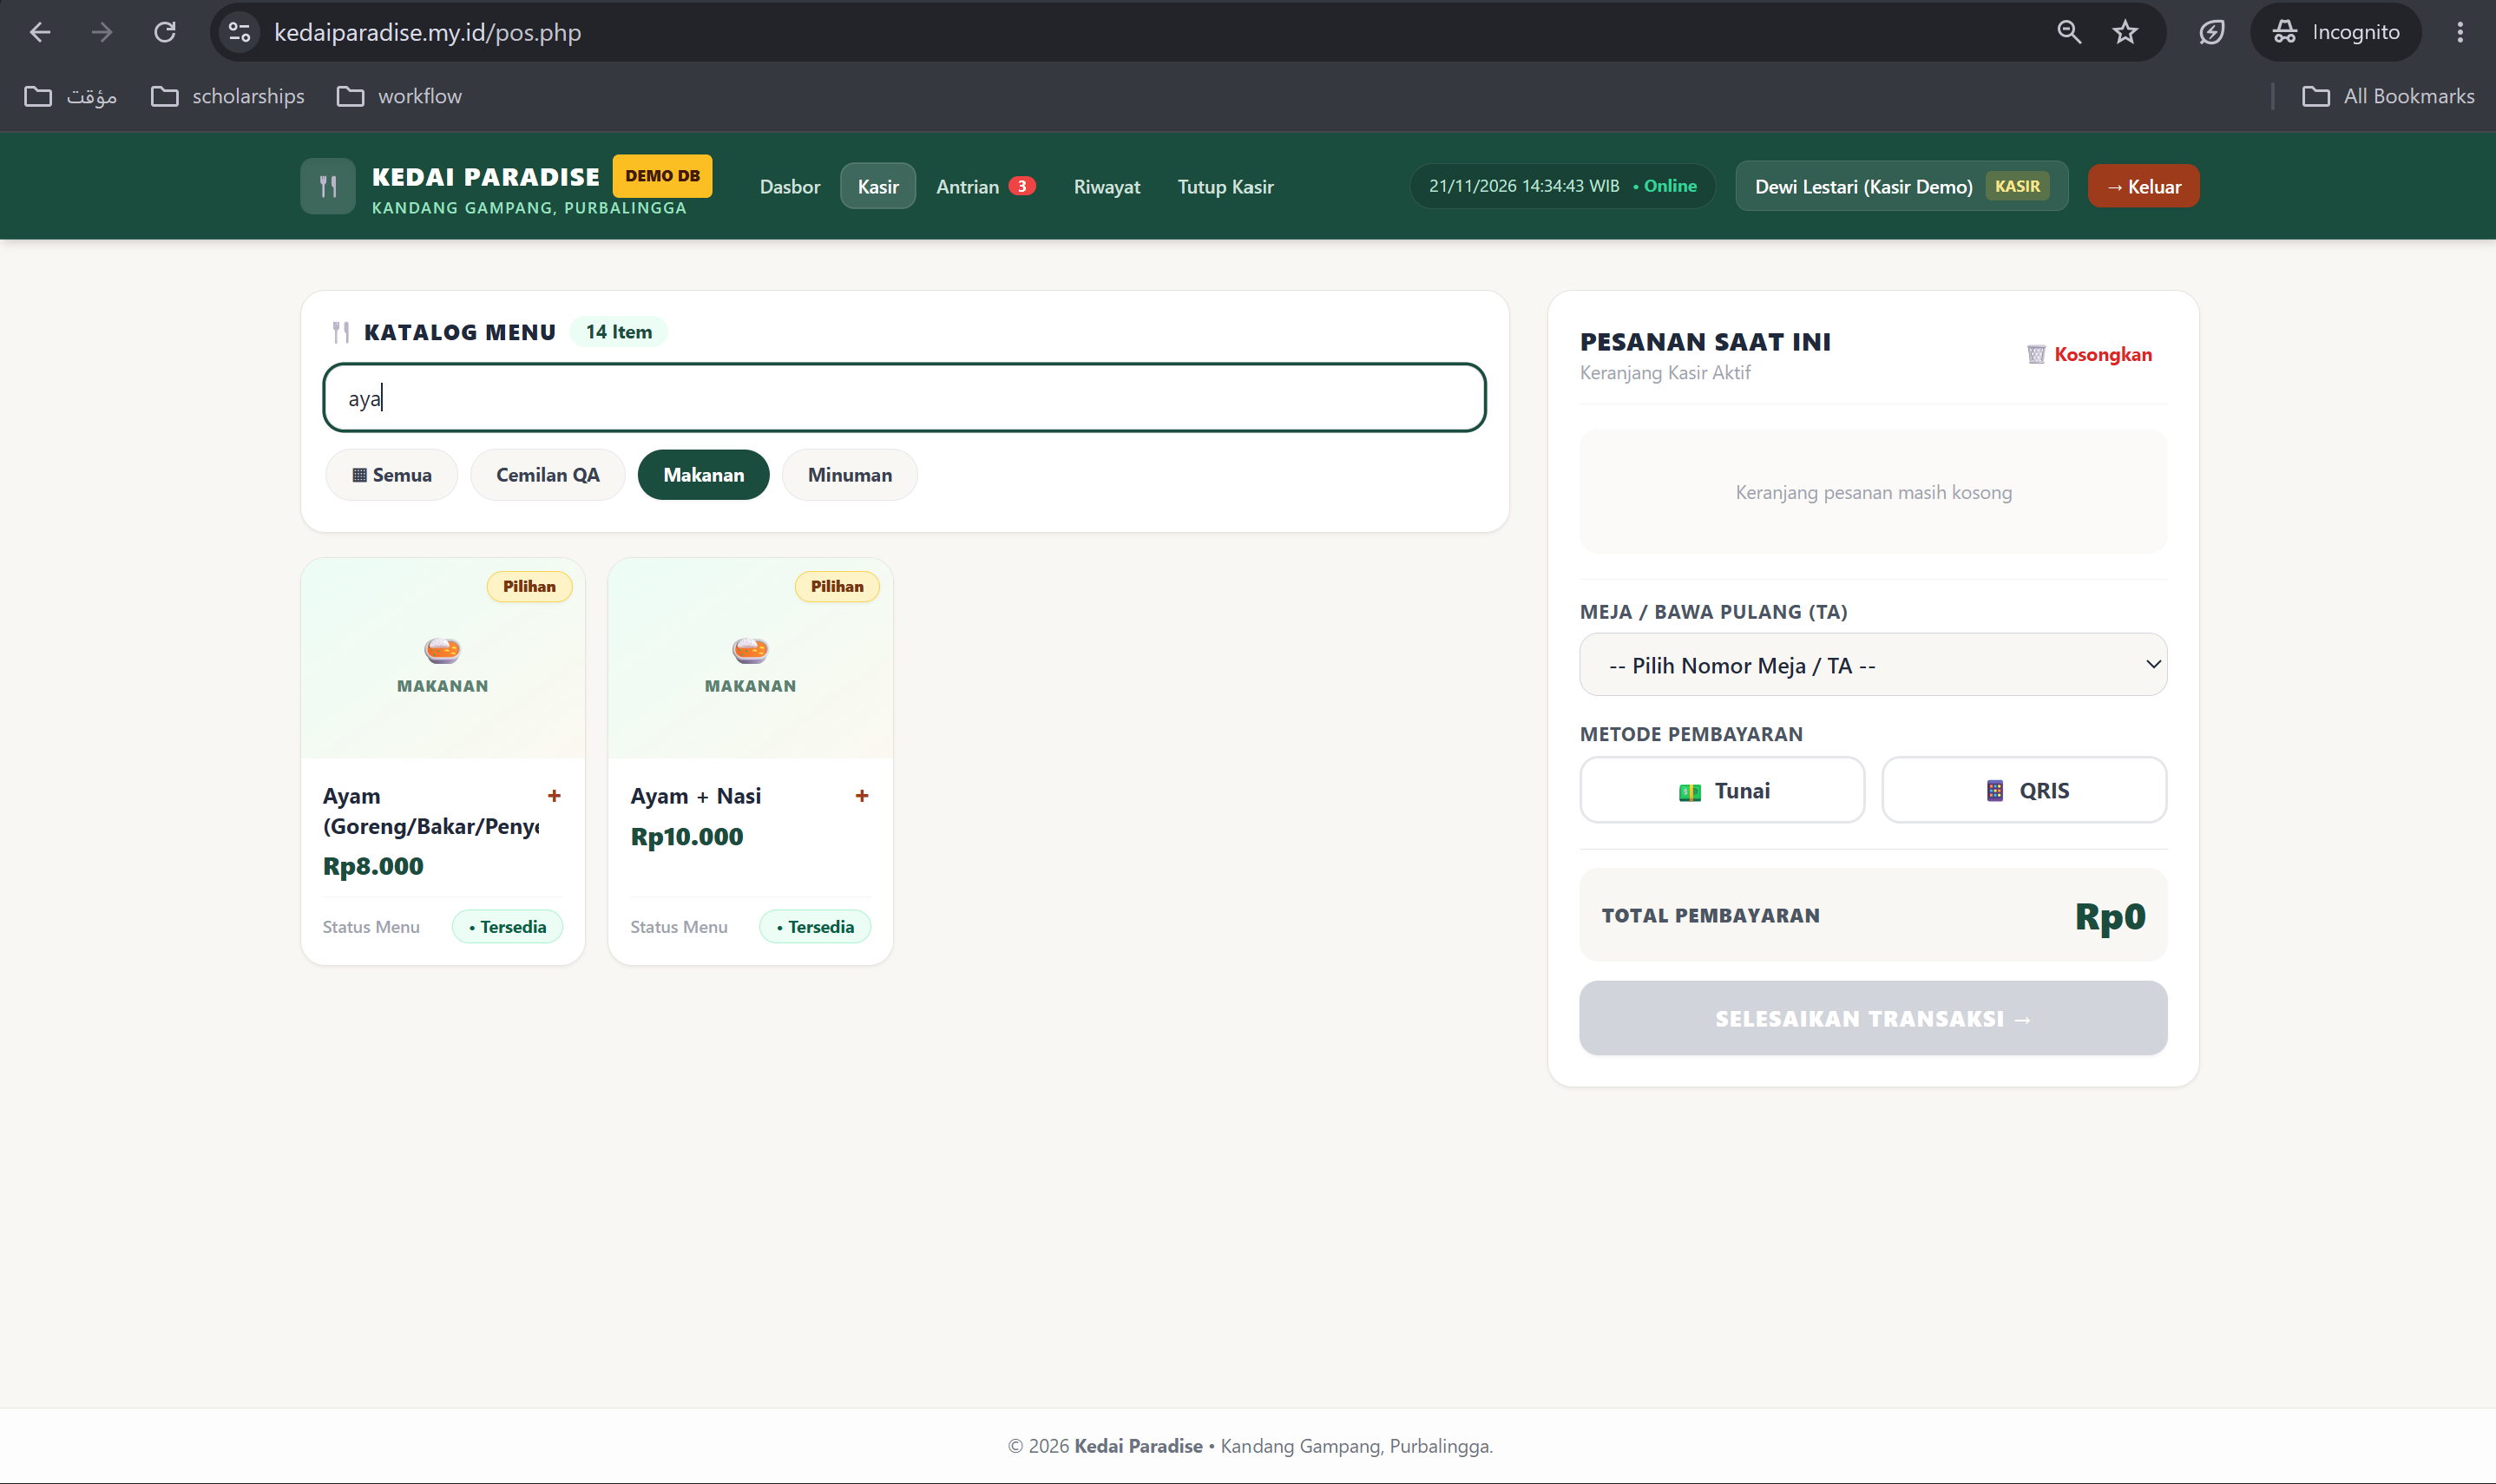 kedaiparadise.my.id/pos.php
Incognito
مؤقت
scholarships
workflow
All Bookmarks
KEDAI PARADISE
DEMO DB
KANDANG GAMPANG, PURBALINGGA
Dasbor
Kasir
Antrian 3
Riwayat
Tutup Kasir
21/11/2026 14:34:43 WIB • Online
Dewi Lestari (Kasir Demo) KASIR
→ Keluar
KATALOG MENU
14 Item
aya
Semua
Cemilan QA
Makanan
Minuman
Pilihan
MAKANAN
Ayam +
(Goreng/Bakar/Penye
Rp8.000
Status Menu
• Tersedia
Pilihan
MAKANAN
Ayam + Nasi +
Rp10.000
Status Menu
• Tersedia
PESANAN SAAT INI
Keranjang Kasir Aktif
Kosongkan
Keranjang pesanan masih kosong
MEJA / BAWA PULANG (TA)
-- Pilih Nomor Meja / TA --
METODE PEMBAYARAN
Tunai
QRIS
TOTAL PEMBAYARAN
Rp0
SELESAIKAN TRANSAKSI →
© 2026 Kedai Paradise • Kandang Gampang, Purbalingga.